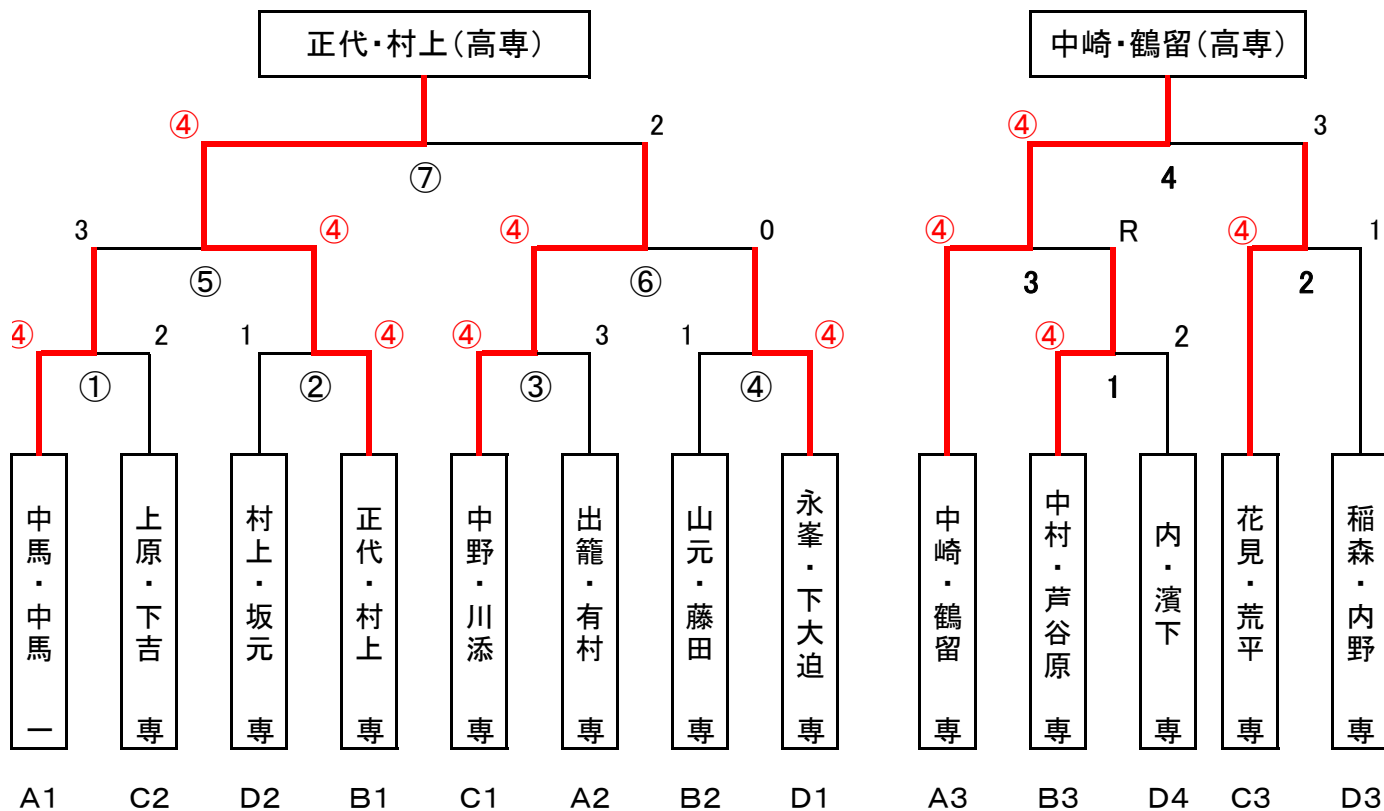 正代・村上(高専) 中崎・鶴留(高専)
④ 2 ④ 3
⑦ 4
3 ④ ④ 0 ④ R ④ 1
⑤ ⑥ 3 2
④ 2 1 ④ ④ 3 1 ④ ④ 2
① ② ③ ④ 1
中馬・中馬 一
上原・下吉 専
村上・坂元 専
正代・村上 専
中野・川添 専
出籠・有村 専
山元・藤田 専
永峯・下大迫 専
中崎・鶴留 専
中村・芦谷原 専
内・濱下 専
花見・荒平 専
稲森・内野 専
A1 C2 D2 B1 C1 A2 B2 D1 A3 B3 D4 C3 D3